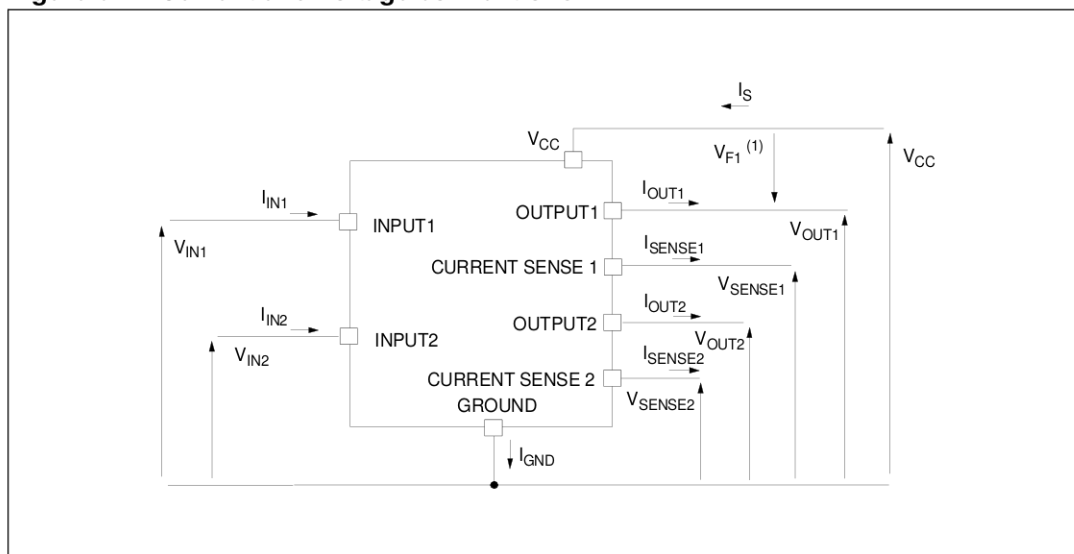 I_S
V_CC
V_F1 (1)
V_CC
I_IN1
I_OUT1
OUTPUT1
INPUT1
V_IN1
V_OUT1
I_SENSE1
CURRENT SENSE 1
V_SENSE1
I_IN2
I_OUT2
OUTPUT2
INPUT2
V_OUT2
V_IN2
I_SENSE2
CURRENT SENSE 2
V_SENSE2
GROUND
I_GND